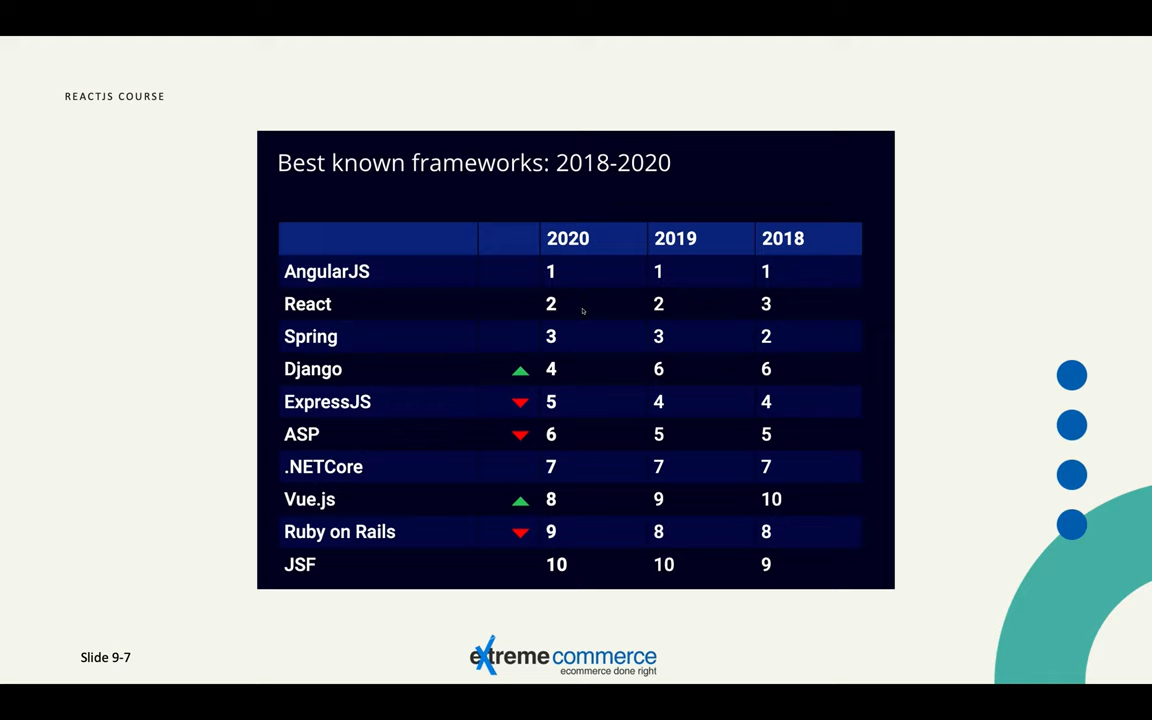 REACTJS COURSE
Best known frameworks: 2018-2020
2020 2019 2018
AngularJS 1 1 1
React 2 2 3
Spring 3 3 2
Django 4 6 6
ExpressJS 5 4 4
ASP 6 5 5
.NETCore 7 7 7
Vue.js 8 9 10
Ruby on Rails 9 8 8
JSF 10 10 9
Slide 9-7
extreme commerce
ecommerce done right